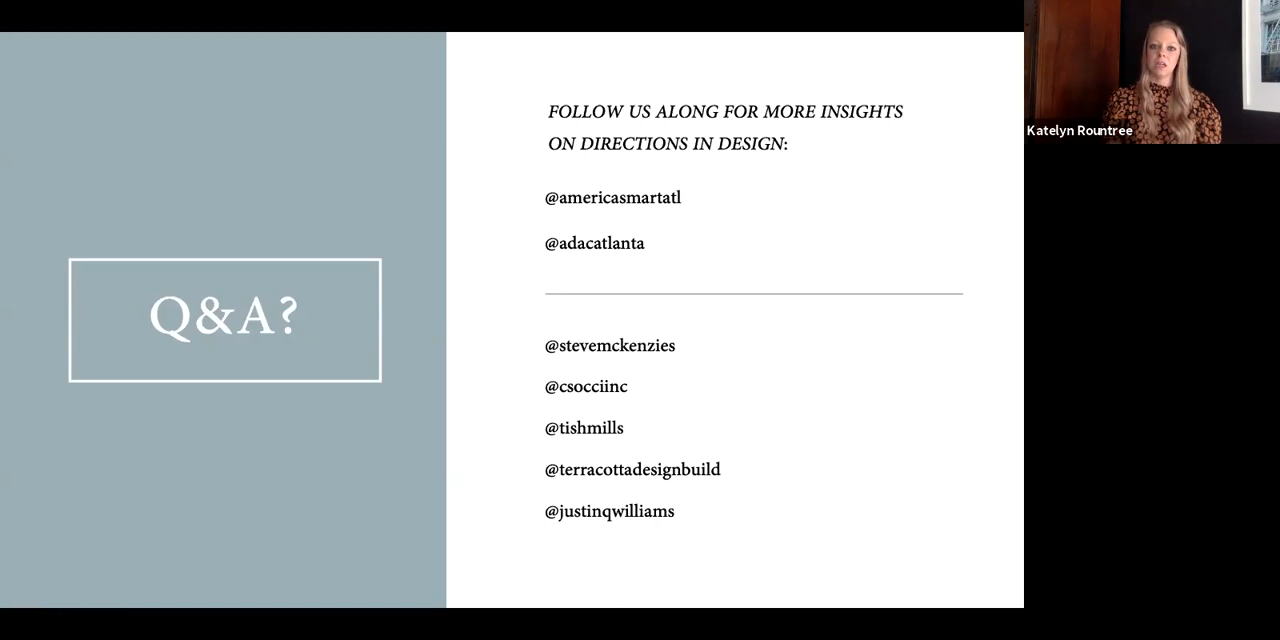 Q&A?
FOLLOW US ALONG FOR MORE INSIGHTS
ON DIRECTIONS IN DESIGN:
@americasmartatl
@adacatlanta
@stevemckenzies
@csocciinc
@tishmills
@terracottadesignbuild
@justinqwilliams
Katelyn Rountree